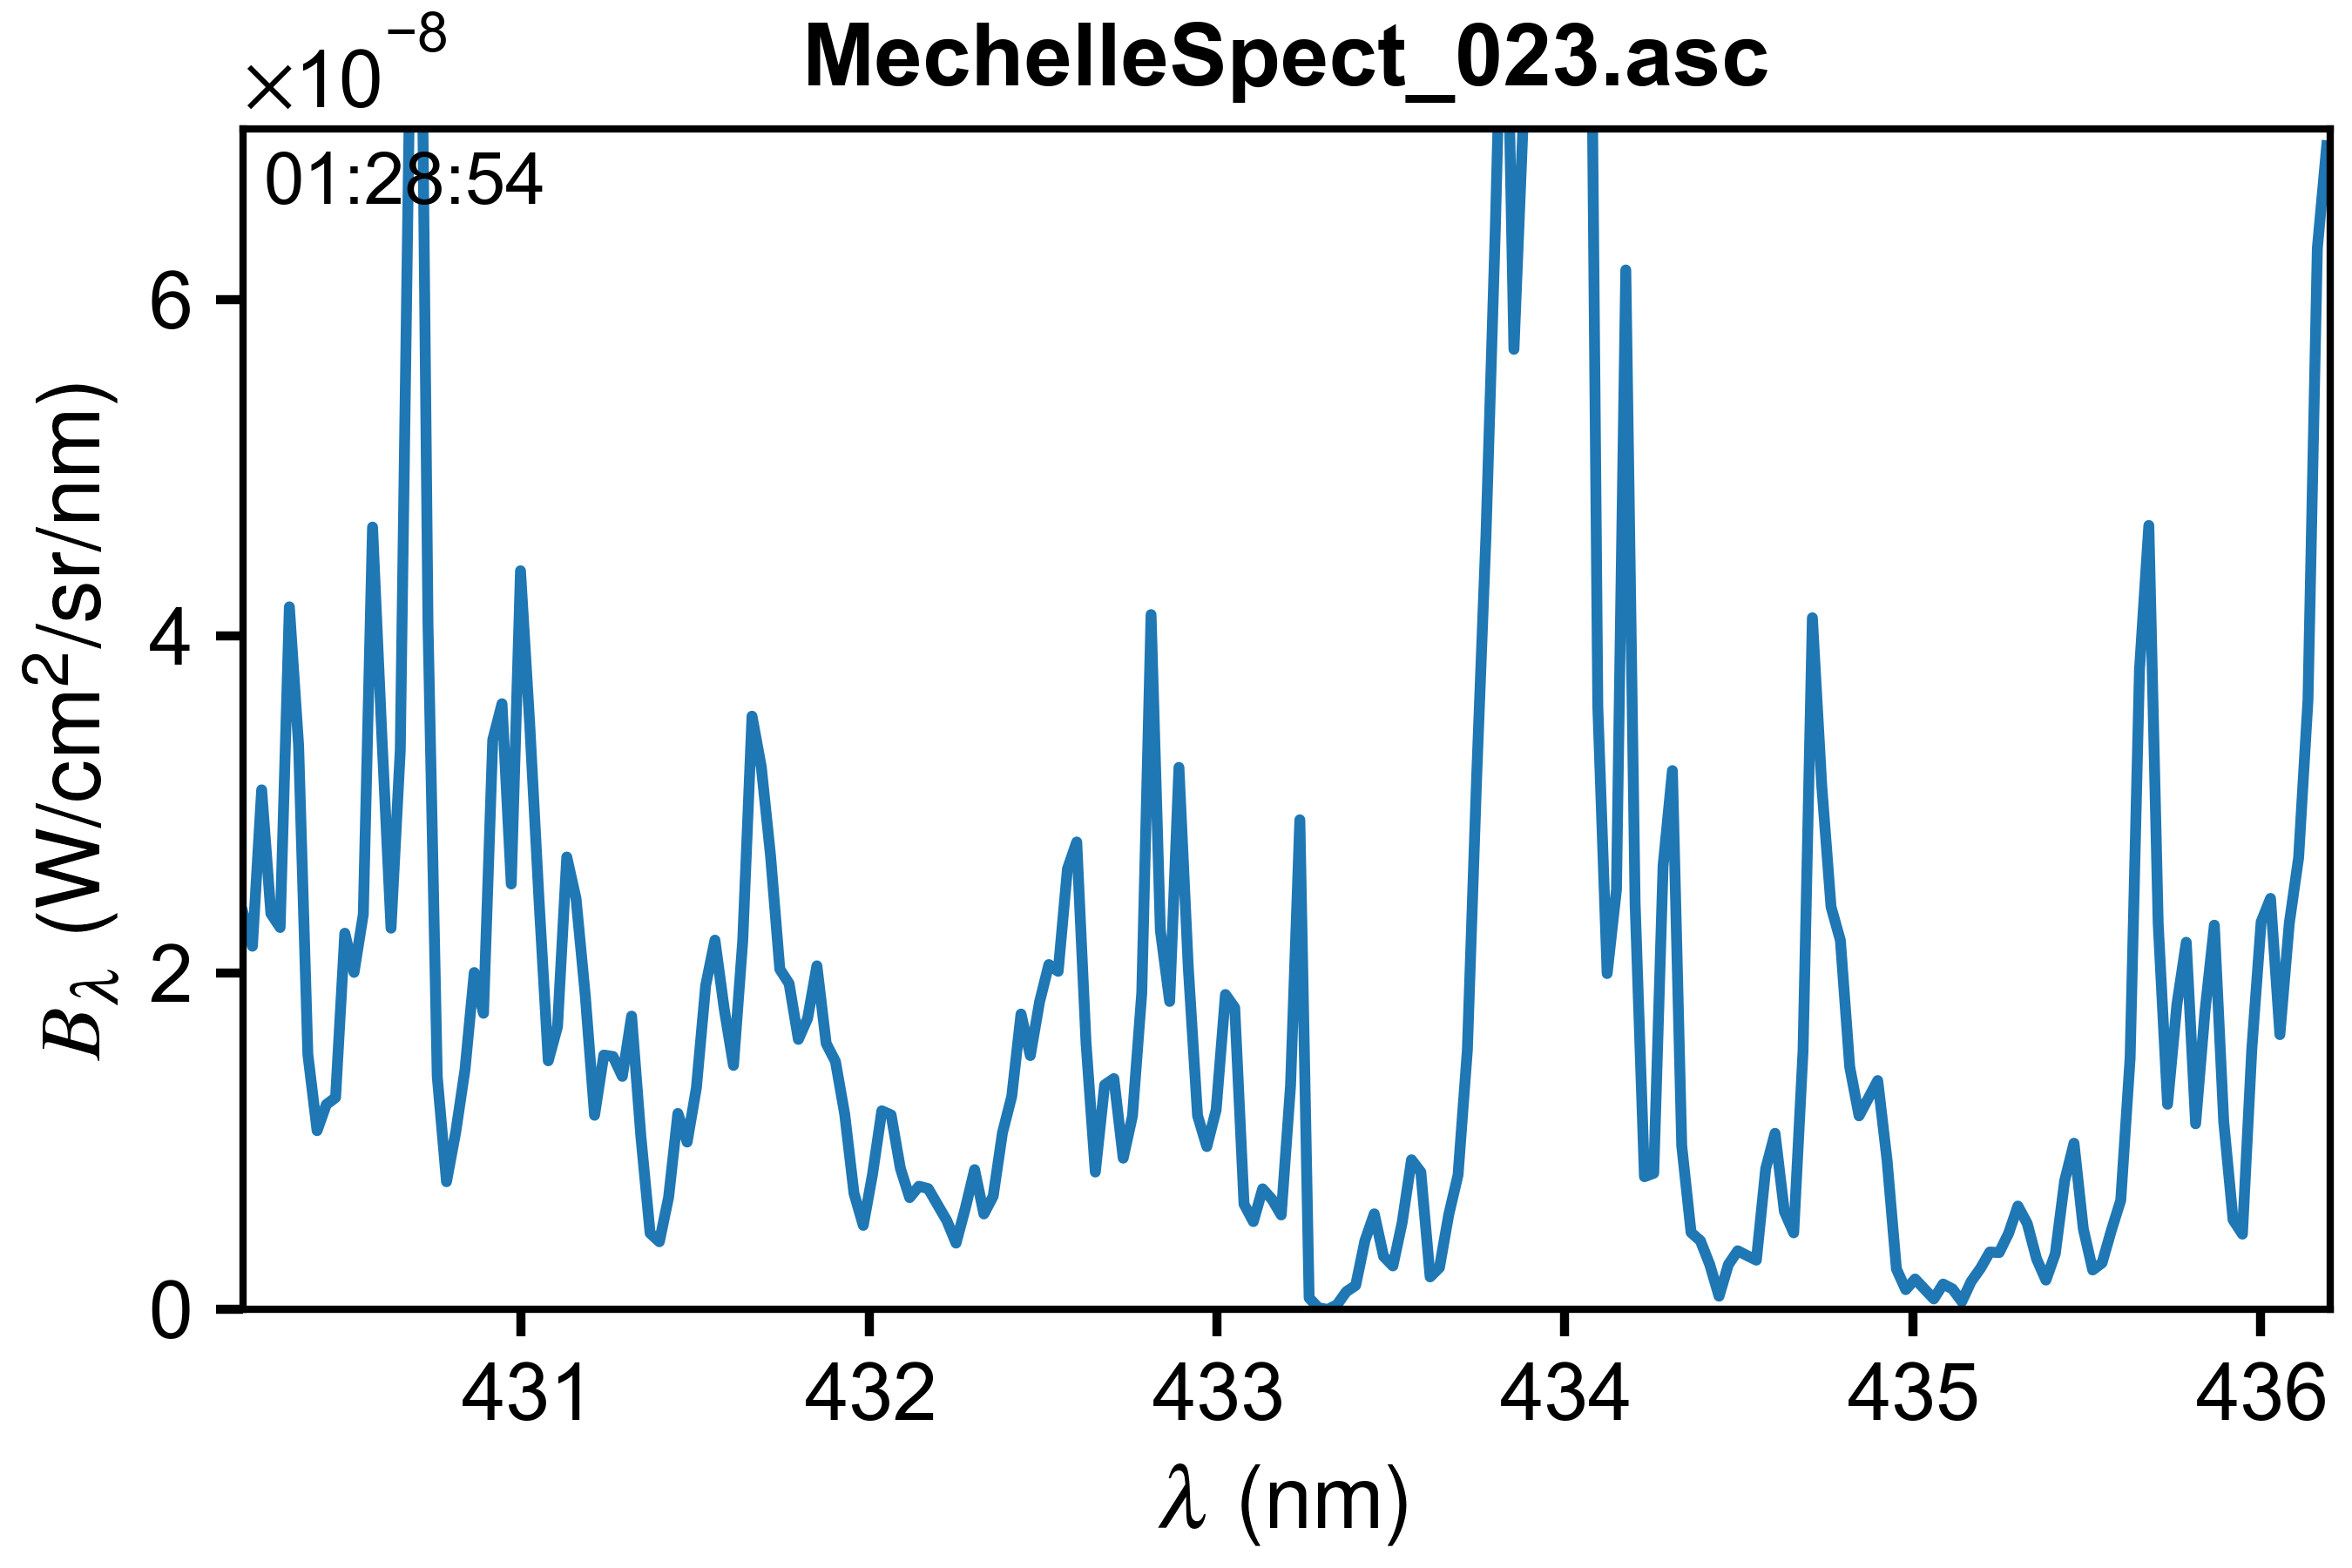 MechelleSpect_023.asc
×10⁻⁸
01:28:54
6
4
2
0
B_λ (W/cm²/sr/nm)
431 432 433 434 435 436
λ (nm)